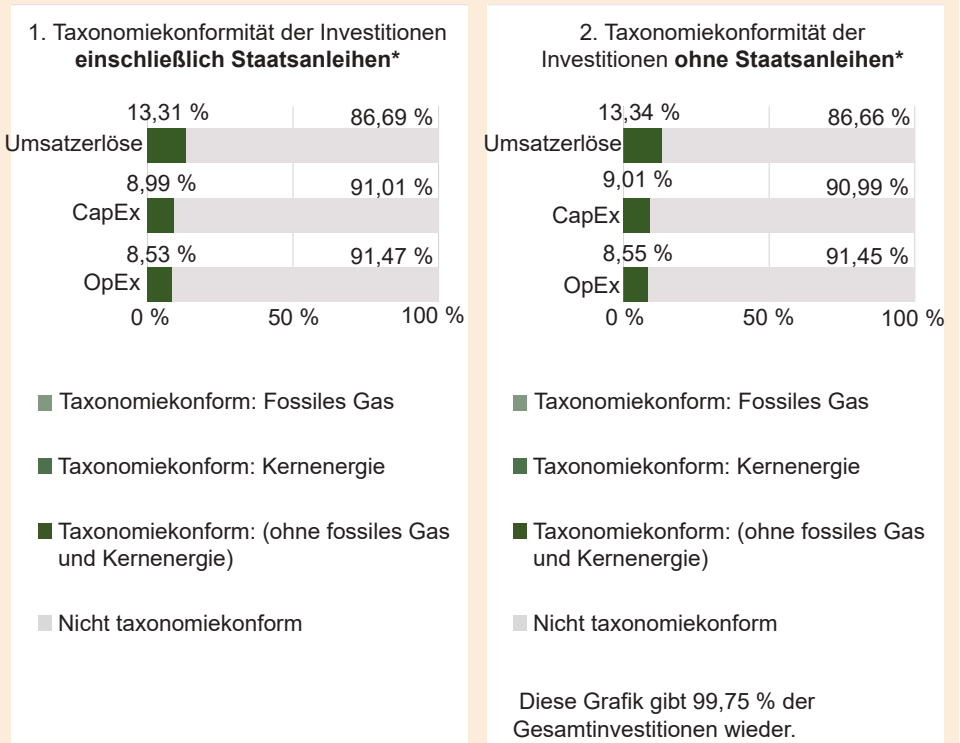 1. Taxonomiekonformität der Investitionen
einschließlich Staatsanleihen*
13,31 % 86,69 %
Umsatzerlöse
8,99 % 91,01 %
CapEx
8,53 % 91,47 %
OpEx
0 % 50 % 100 %
Taxonomiekonform: Fossiles Gas
Taxonomiekonform: Kernenergie
Taxonomiekonform: (ohne fossiles Gas
und Kernenergie)
Nicht taxonomiekonform
2. Taxonomiekonformität der
Investitionen ohne Staatsanleihen*
13,34 % 86,66 %
Umsatzerlöse
9,01 % 90,99 %
CapEx
8,55 % 91,45 %
OpEx
0 % 50 % 100 %
Taxonomiekonform: Fossiles Gas
Taxonomiekonform: Kernenergie
Taxonomiekonform: (ohne fossiles Gas
und Kernenergie)
Nicht taxonomiekonform
Diese Grafik gibt 99,75 % der
Gesamtinvestitionen wieder.